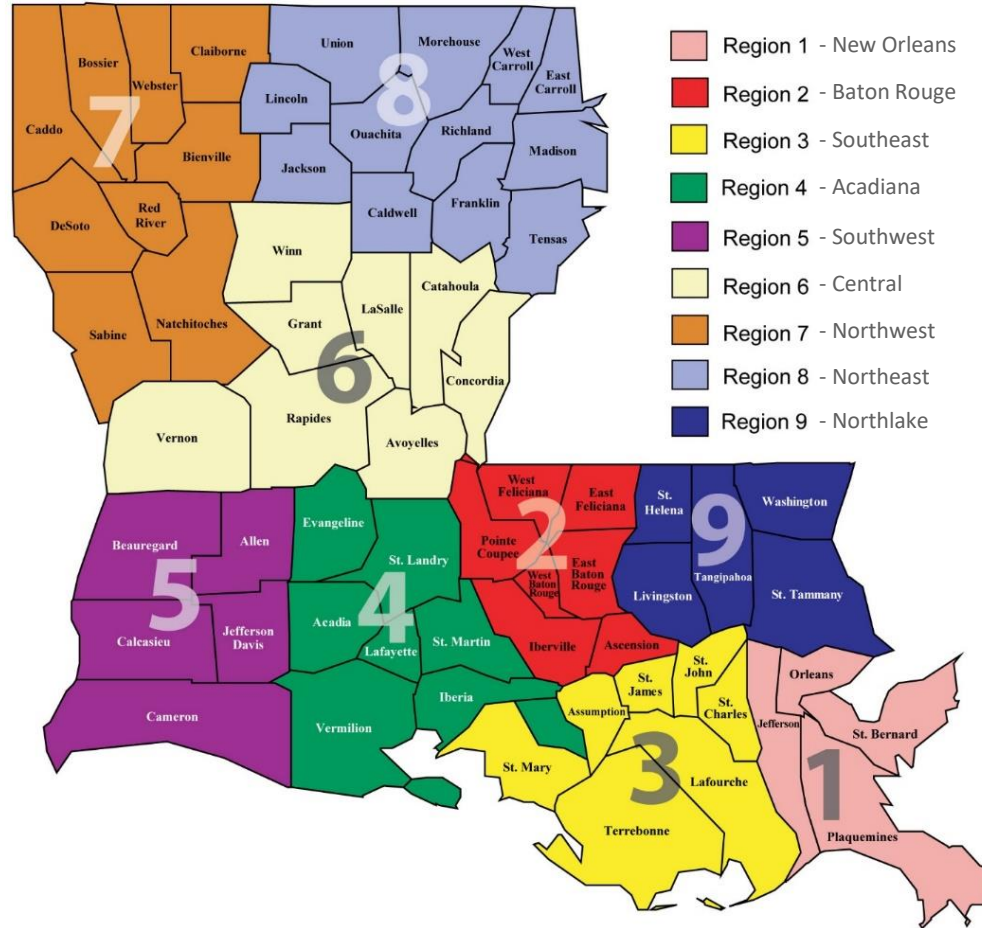 Union
Morehouse
West
Carroll
East
Carroll
Claiborne
Bossier
Webster
Lincoln
8
Caddo
7
Ouachita
Richland
Madison
Bienville
Jackson
Franklin
Caldwell
Red
River
DeSoto
Tensas
Winn
Catahoula
LaSalle
Grant
Natchitoches
Sabine
6
Concordia
Rapides
Vernon
Avoyelles
West
Feliciana
East
Feliciana
St.
Helena
Washington
Evangeline
Beauregard
Allen
Pointe
Coupee
2
9
St. Landry
West
Baton
Rouge
East
Baton
Rouge
Tangipahoa
5
4
Livingston
St. Tammany
Acadia
Calcasieu
Jefferson
Davis
Lafayette
St. Martin
Iberville
Ascension
St.
John
St.
James
Orleans
Cameron
Vermilion
Iberia
Assumption
St.
Charles
Jefferson
St. Bernard
St. Mary
3
Lafourche
1
Terrebonne
Plaquemines
Region 1 - New Orleans
Region 2 - Baton Rouge
Region 3 - Southeast
Region 4 - Acadiana
Region 5 - Southwest
Region 6 - Central
Region 7 - Northwest
Region 8 - Northeast
Region 9 - Northlake